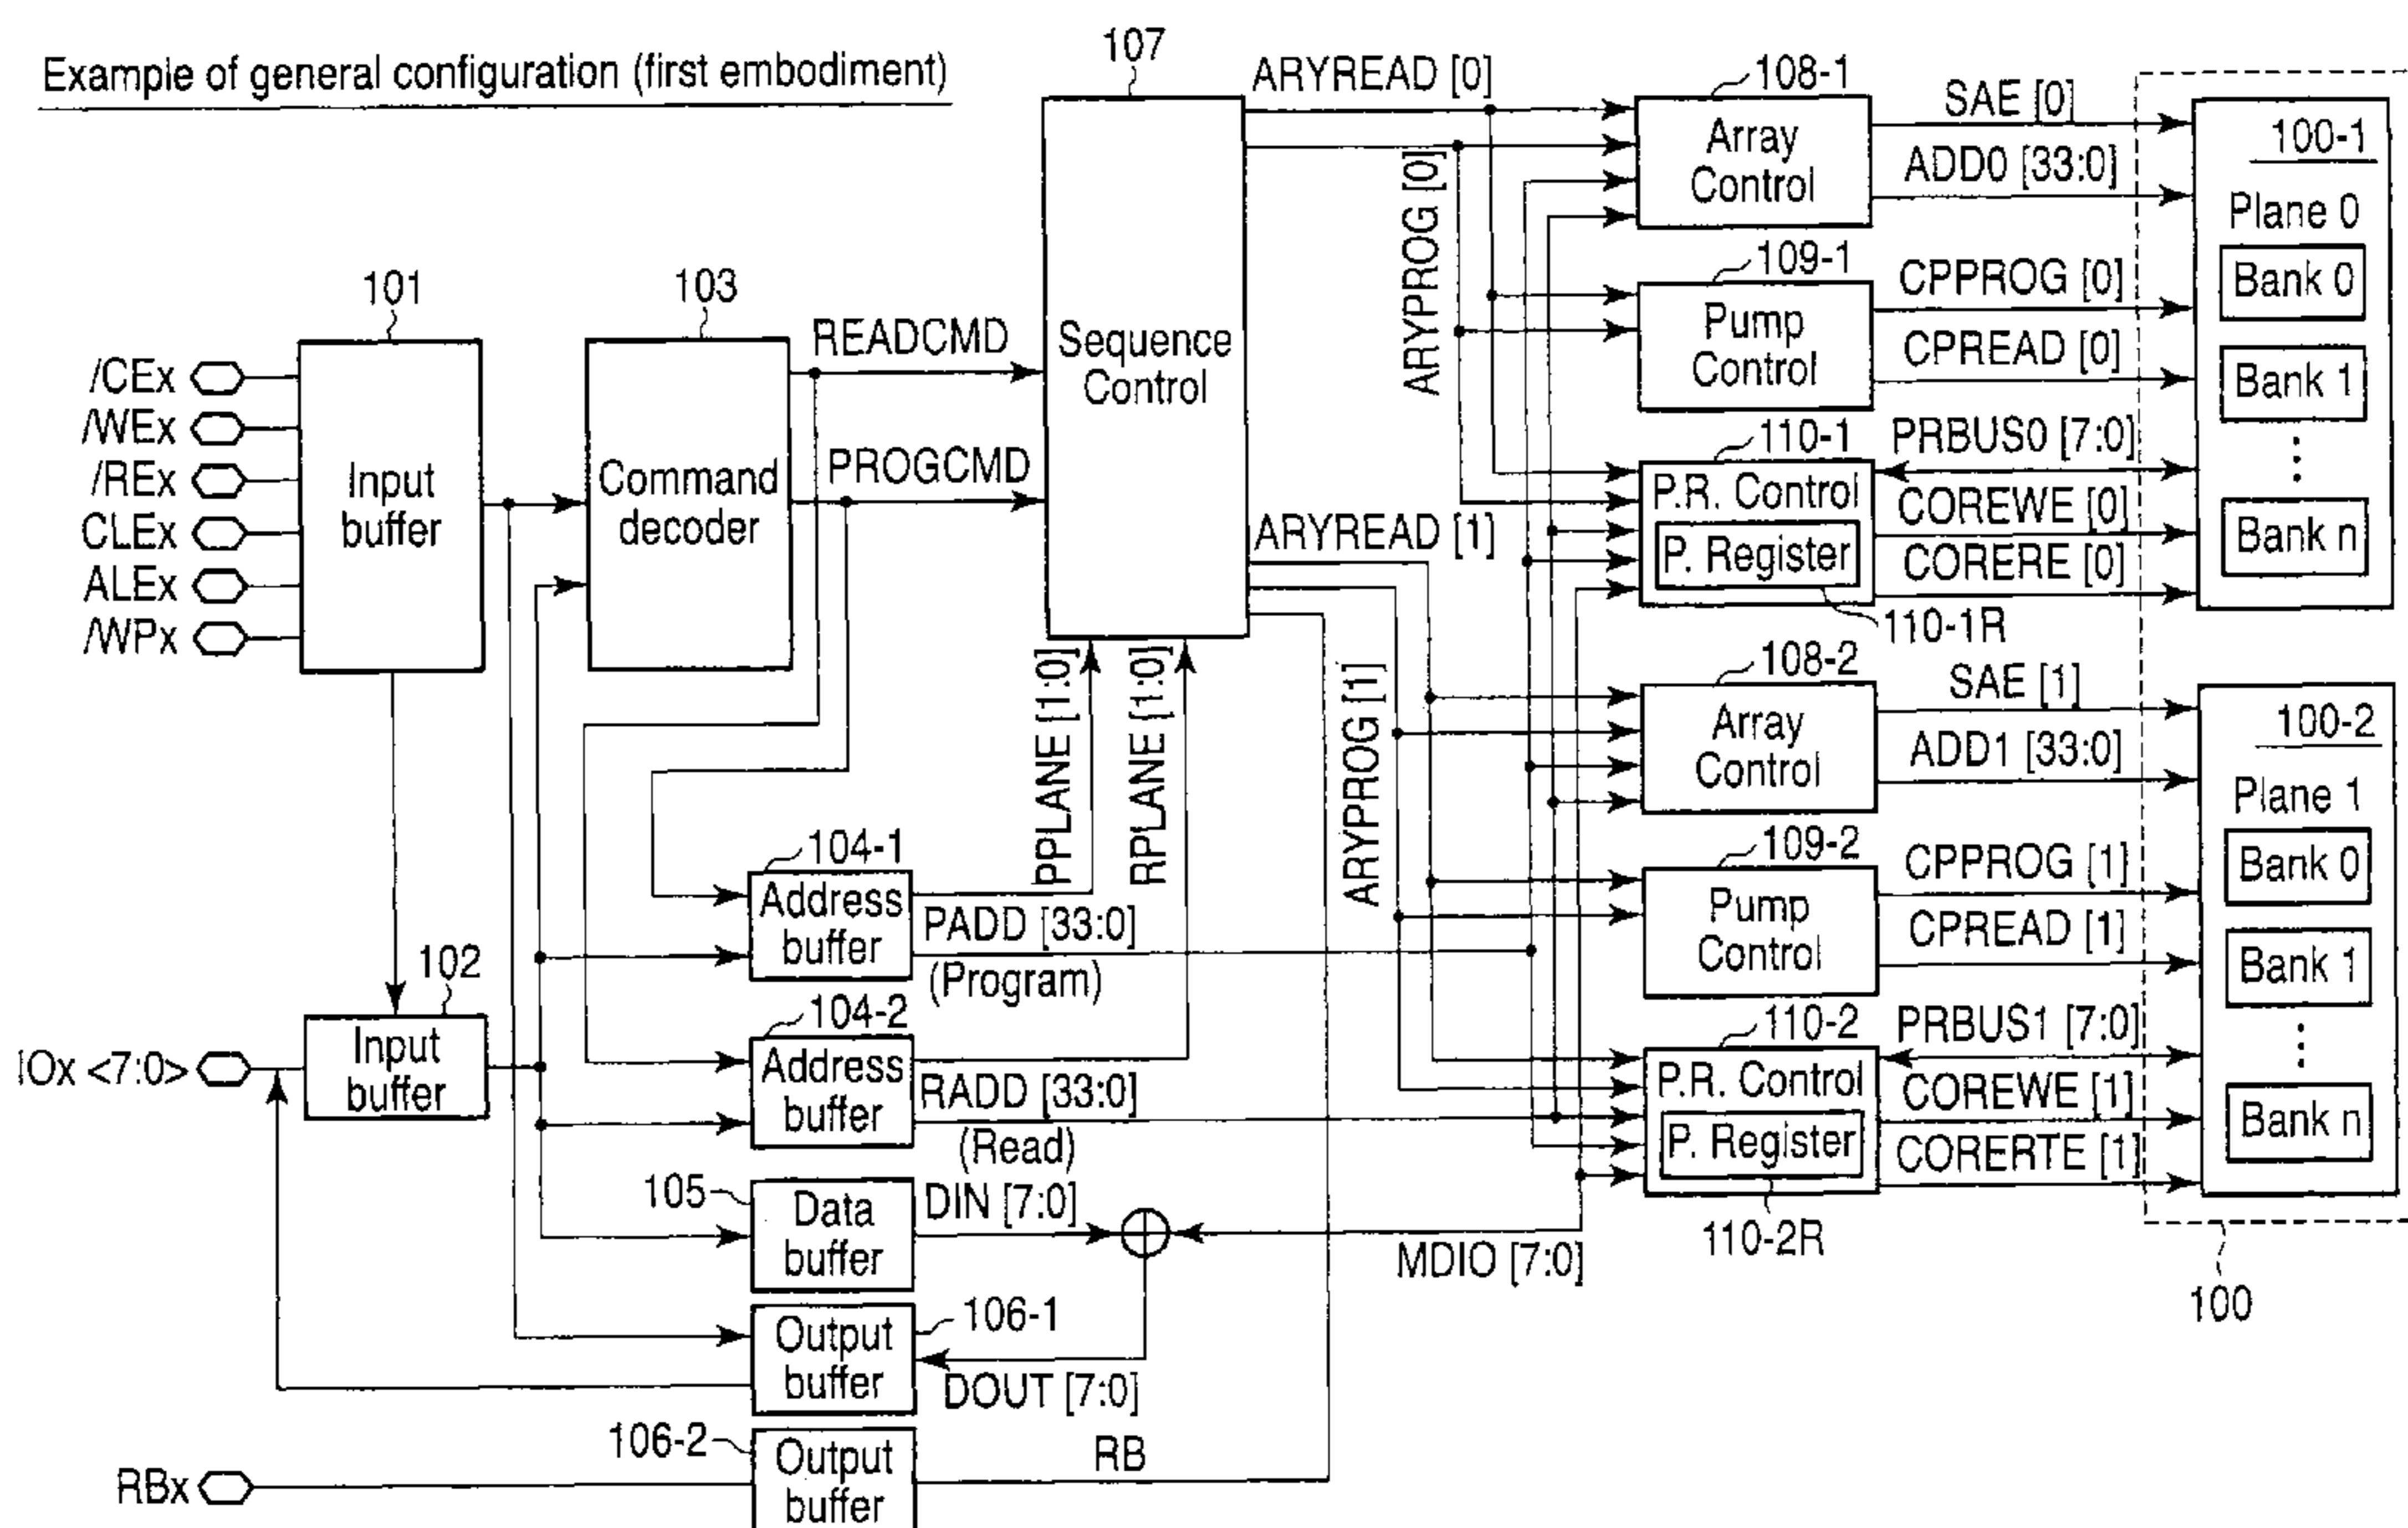 Example of general configuration (first embodiment)
107
ARYREAD [0]
108-1
SAE [0]
Array
Control
ADD0 [33:0]
100-1
Plane 0
Bank 0
Bank 1
Bank n
ARYPROG [0]
109-1
CPPROG [0]
Pump
Control
CPREAD [0]
101
103
READCMD
Sequence
Control
/CEx
/WEx
/REx
CLEx
ALEx
/WPx
Input
buffer
Command
decoder
PROGCMD
110-1
PRBUS0 [7:0]
P.R. Control
COREWE [0]
P. Register
CORERE [0]
110-1R
ARYREAD [1]
PPLANE [1:0]
RPLANE [1:0]
ARYPROG [1]
108-2
SAE [1]
Array
Control
ADD1 [33:0]
100-2
Plane 1
Bank 0
Bank 1
Bank n
104-1
Address
buffer
PADD [33:0]
(Program)
109-2
CPPROG [1]
Pump
Control
CPREAD [1]
102
IOx <7:0>
Input
buffer
104-2
Address
buffer
RADD [33:0]
(Read)
110-2
PRBUS1 [7:0]
P.R. Control
COREWE [1]
P. Register
CORERTE [1]
110-2R
105
Data
buffer
DIN [7:0]
MDIO [7:0]
100
106-1
Output
buffer
DOUT [7:0]
106-2
Output
buffer
RB
RBx